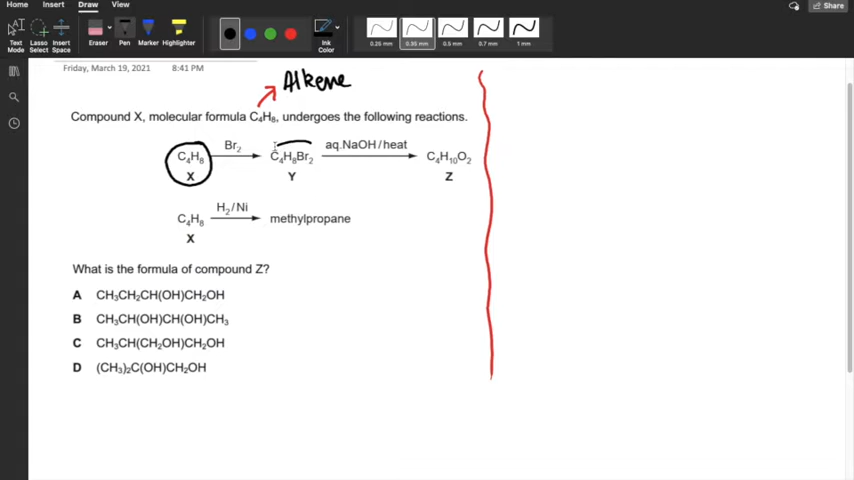 Home Insert Draw View
Share
Text Mode
Lasso Select
Insert Space
Eraser
Pen
Marker
Highlighter
Ink Color
0.25 mm
0.35 mm
0.5 mm
0.7 mm
1 mm
Friday, March 19, 2021 8:41 PM
Alkene
Compound X, molecular formula C₄H₈, undergoes the following reactions.
C₄H₈ Br₂ C₄H₈Br₂ aq.NaOH/heat C₄H₁₀O₂
X Y Z
C₄H₈ H₂/Ni methylpropane
X
What is the formula of compound Z?
A CH₃CH₂CH(OH)CH₂OH
B CH₃CH(OH)CH(OH)CH₃
C CH₃CH(CH₂OH)CH₂OH
D (CH₃)₂C(OH)CH₂OH